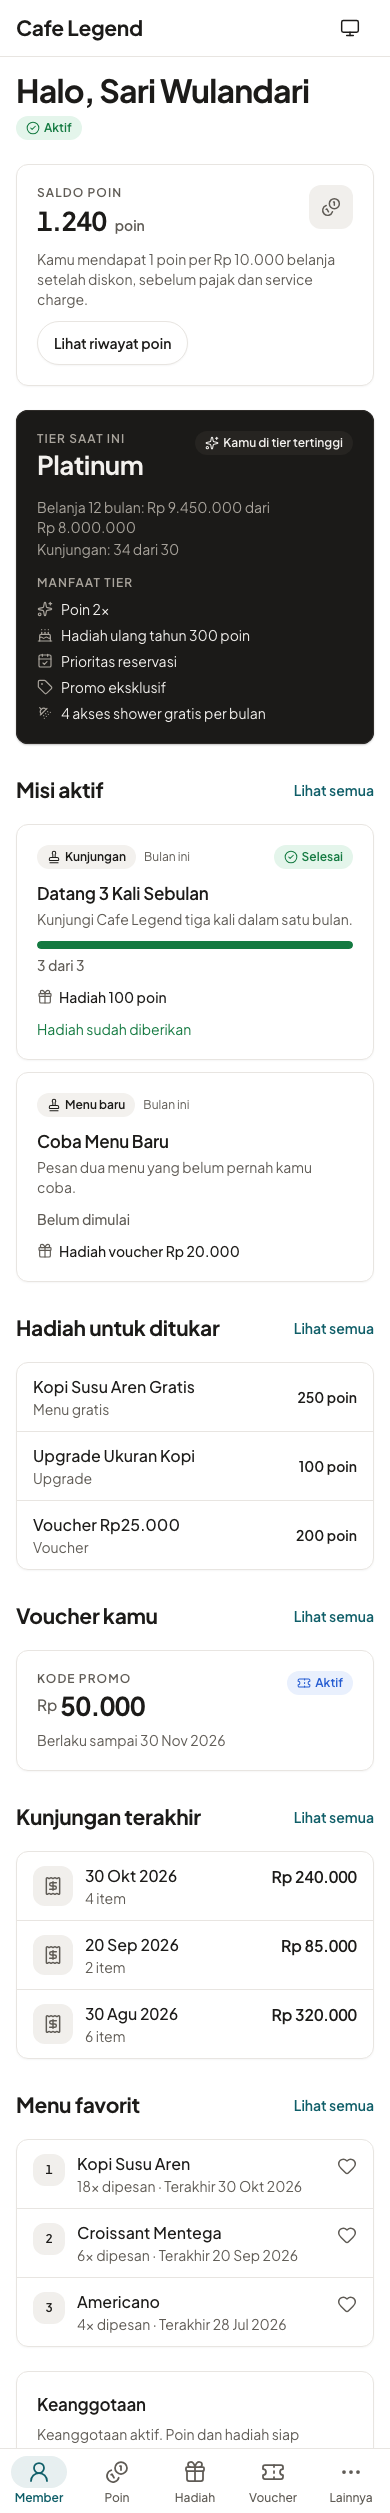 Cafe Legend
Halo, Sari Wulandari
Aktif
SALDO POIN
1.240 poin
Kamu mendapat 1 poin per Rp 10.000 belanja
setelah diskon, sebelum pajak dan service
charge.
Lihat riwayat poin
TIER SAAT INI
Kamu di tier tertinggi
Platinum
Belanja 12 bulan: Rp 9.450.000 dari
Rp 8.000.000
Kunjungan: 34 dari 30
MANFAAT TIER
Poin 2×
Hadiah ulang tahun 300 poin
Prioritas reservasi
Promo eksklusif
4 akses shower gratis per bulan
Misi aktif
Lihat semua
Kunjungan
Bulan ini
Selesai
Datang 3 Kali Sebulan
Kunjungi Cafe Legend tiga kali dalam satu bulan.
3 dari 3
Hadiah 100 poin
Hadiah sudah diberikan
Menu baru
Bulan ini
Coba Menu Baru
Pesan dua menu yang belum pernah kamu
coba.
Belum dimulai
Hadiah voucher Rp 20.000
Hadiah untuk ditukar
Lihat semua
Kopi Susu Aren Gratis
Menu gratis
250 poin
Upgrade Ukuran Kopi
Upgrade
100 poin
Voucher Rp25.000
Voucher
200 poin
Voucher kamu
Lihat semua
KODE PROMO
Aktif
Rp 50.000
Berlaku sampai 30 Nov 2026
Kunjungan terakhir
Lihat semua
30 Okt 2026
4 item
Rp 240.000
20 Sep 2026
2 item
Rp 85.000
30 Agu 2026
6 item
Rp 320.000
Menu favorit
Lihat semua
1
Kopi Susu Aren
18× dipesan · Terakhir 30 Okt 2026
2
Croissant Mentega
6× dipesan · Terakhir 20 Sep 2026
3
Americano
4× dipesan · Terakhir 28 Jul 2026
Keanggotaan
Keanggotaan aktif. Poin dan hadiah siap
Member
Poin
Hadiah
Voucher
Lainnya